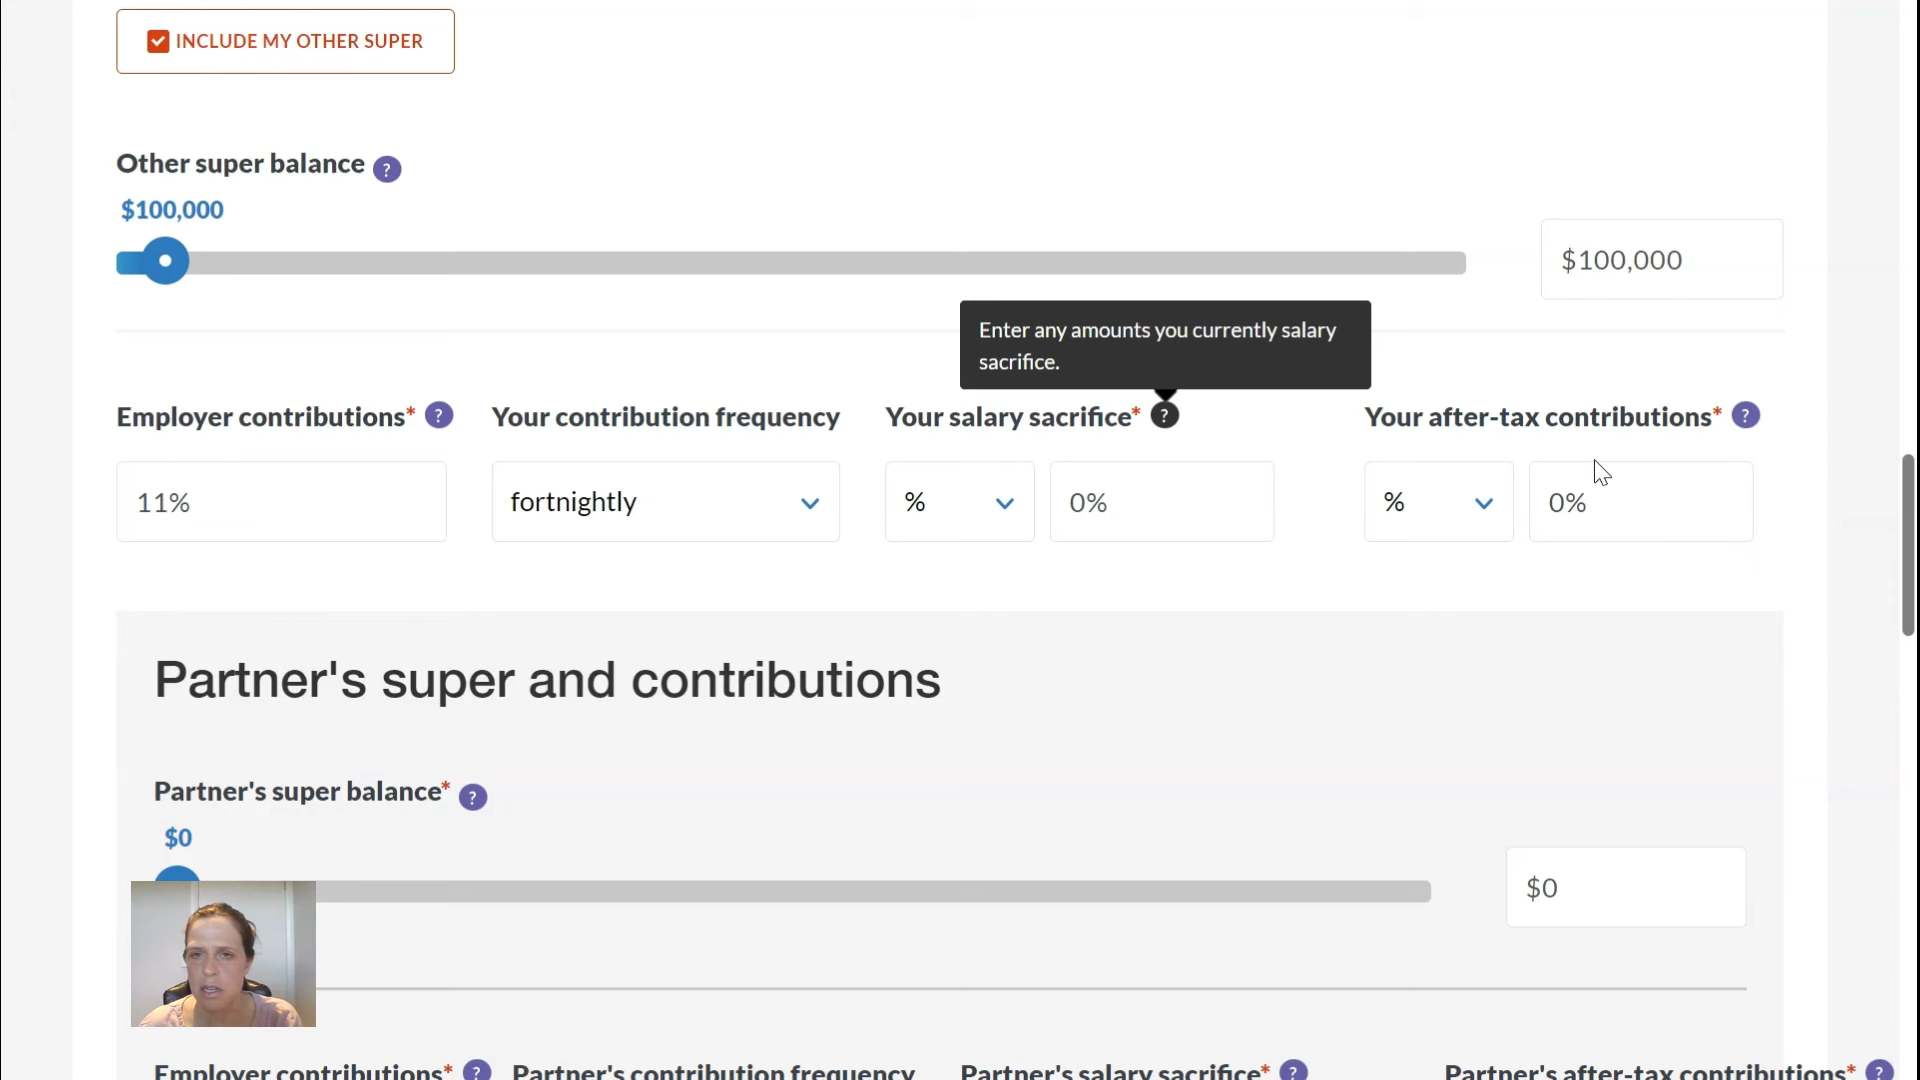 INCLUDE MY OTHER SUPER
Other super balance ?
$100,000
$100,000
Enter any amounts you currently salary
sacrifice.
Employer contributions* ? Your contribution frequency Your salary sacrifice* ? Your after-tax contributions* ?
11% fortnightly % 0% % 0%
Partner's super and contributions
Partner's super balance* ?
$0
$0
Employer contributions* ? Partner's contribution frequency Partner's salary sacrifice* ? Partner's after-tax contributions* ?